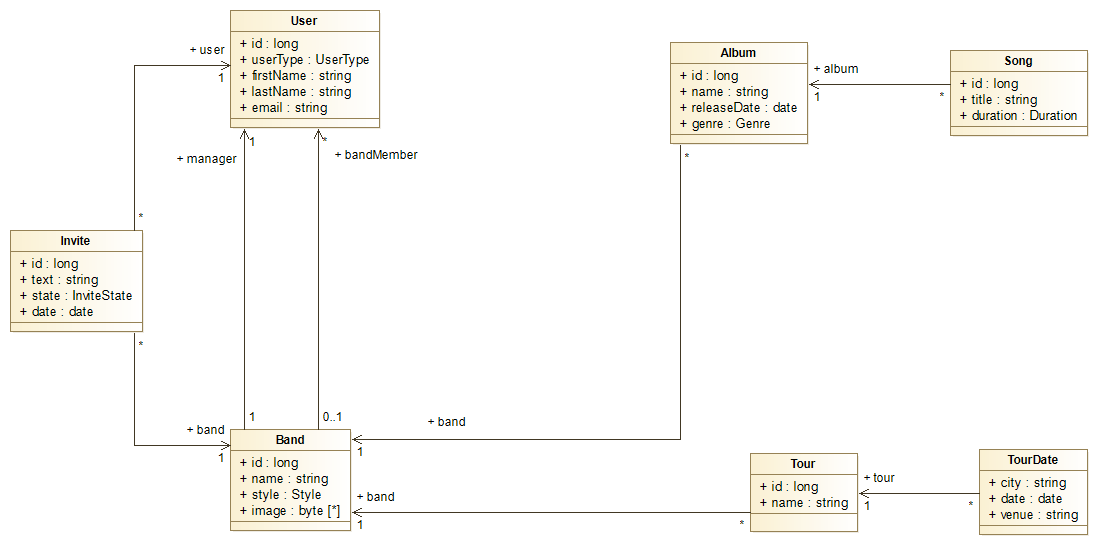 User
+ id : long
+ userType : UserType
+ firstName : string
+ lastName : string
+ email : string
+ user
1
*
+ manager
1
1
+ bandMember
*
0..1
Invite
+ id : long
+ text : string
+ state : InviteState
+ date : date
*
+ band
1
Band
+ id : long
+ name : string
+ style : Style
+ image : byte [*]
Album
+ id : long
+ name : string
+ releaseDate : date
+ genre : Genre
*
+ band
1
+ album
1
*
Song
+ id : long
+ title : string
+ duration : Duration
+ band
1
*
Tour
+ id : long
+ name : string
+ tour
1
*
TourDate
+ city : string
+ date : date
+ venue : string